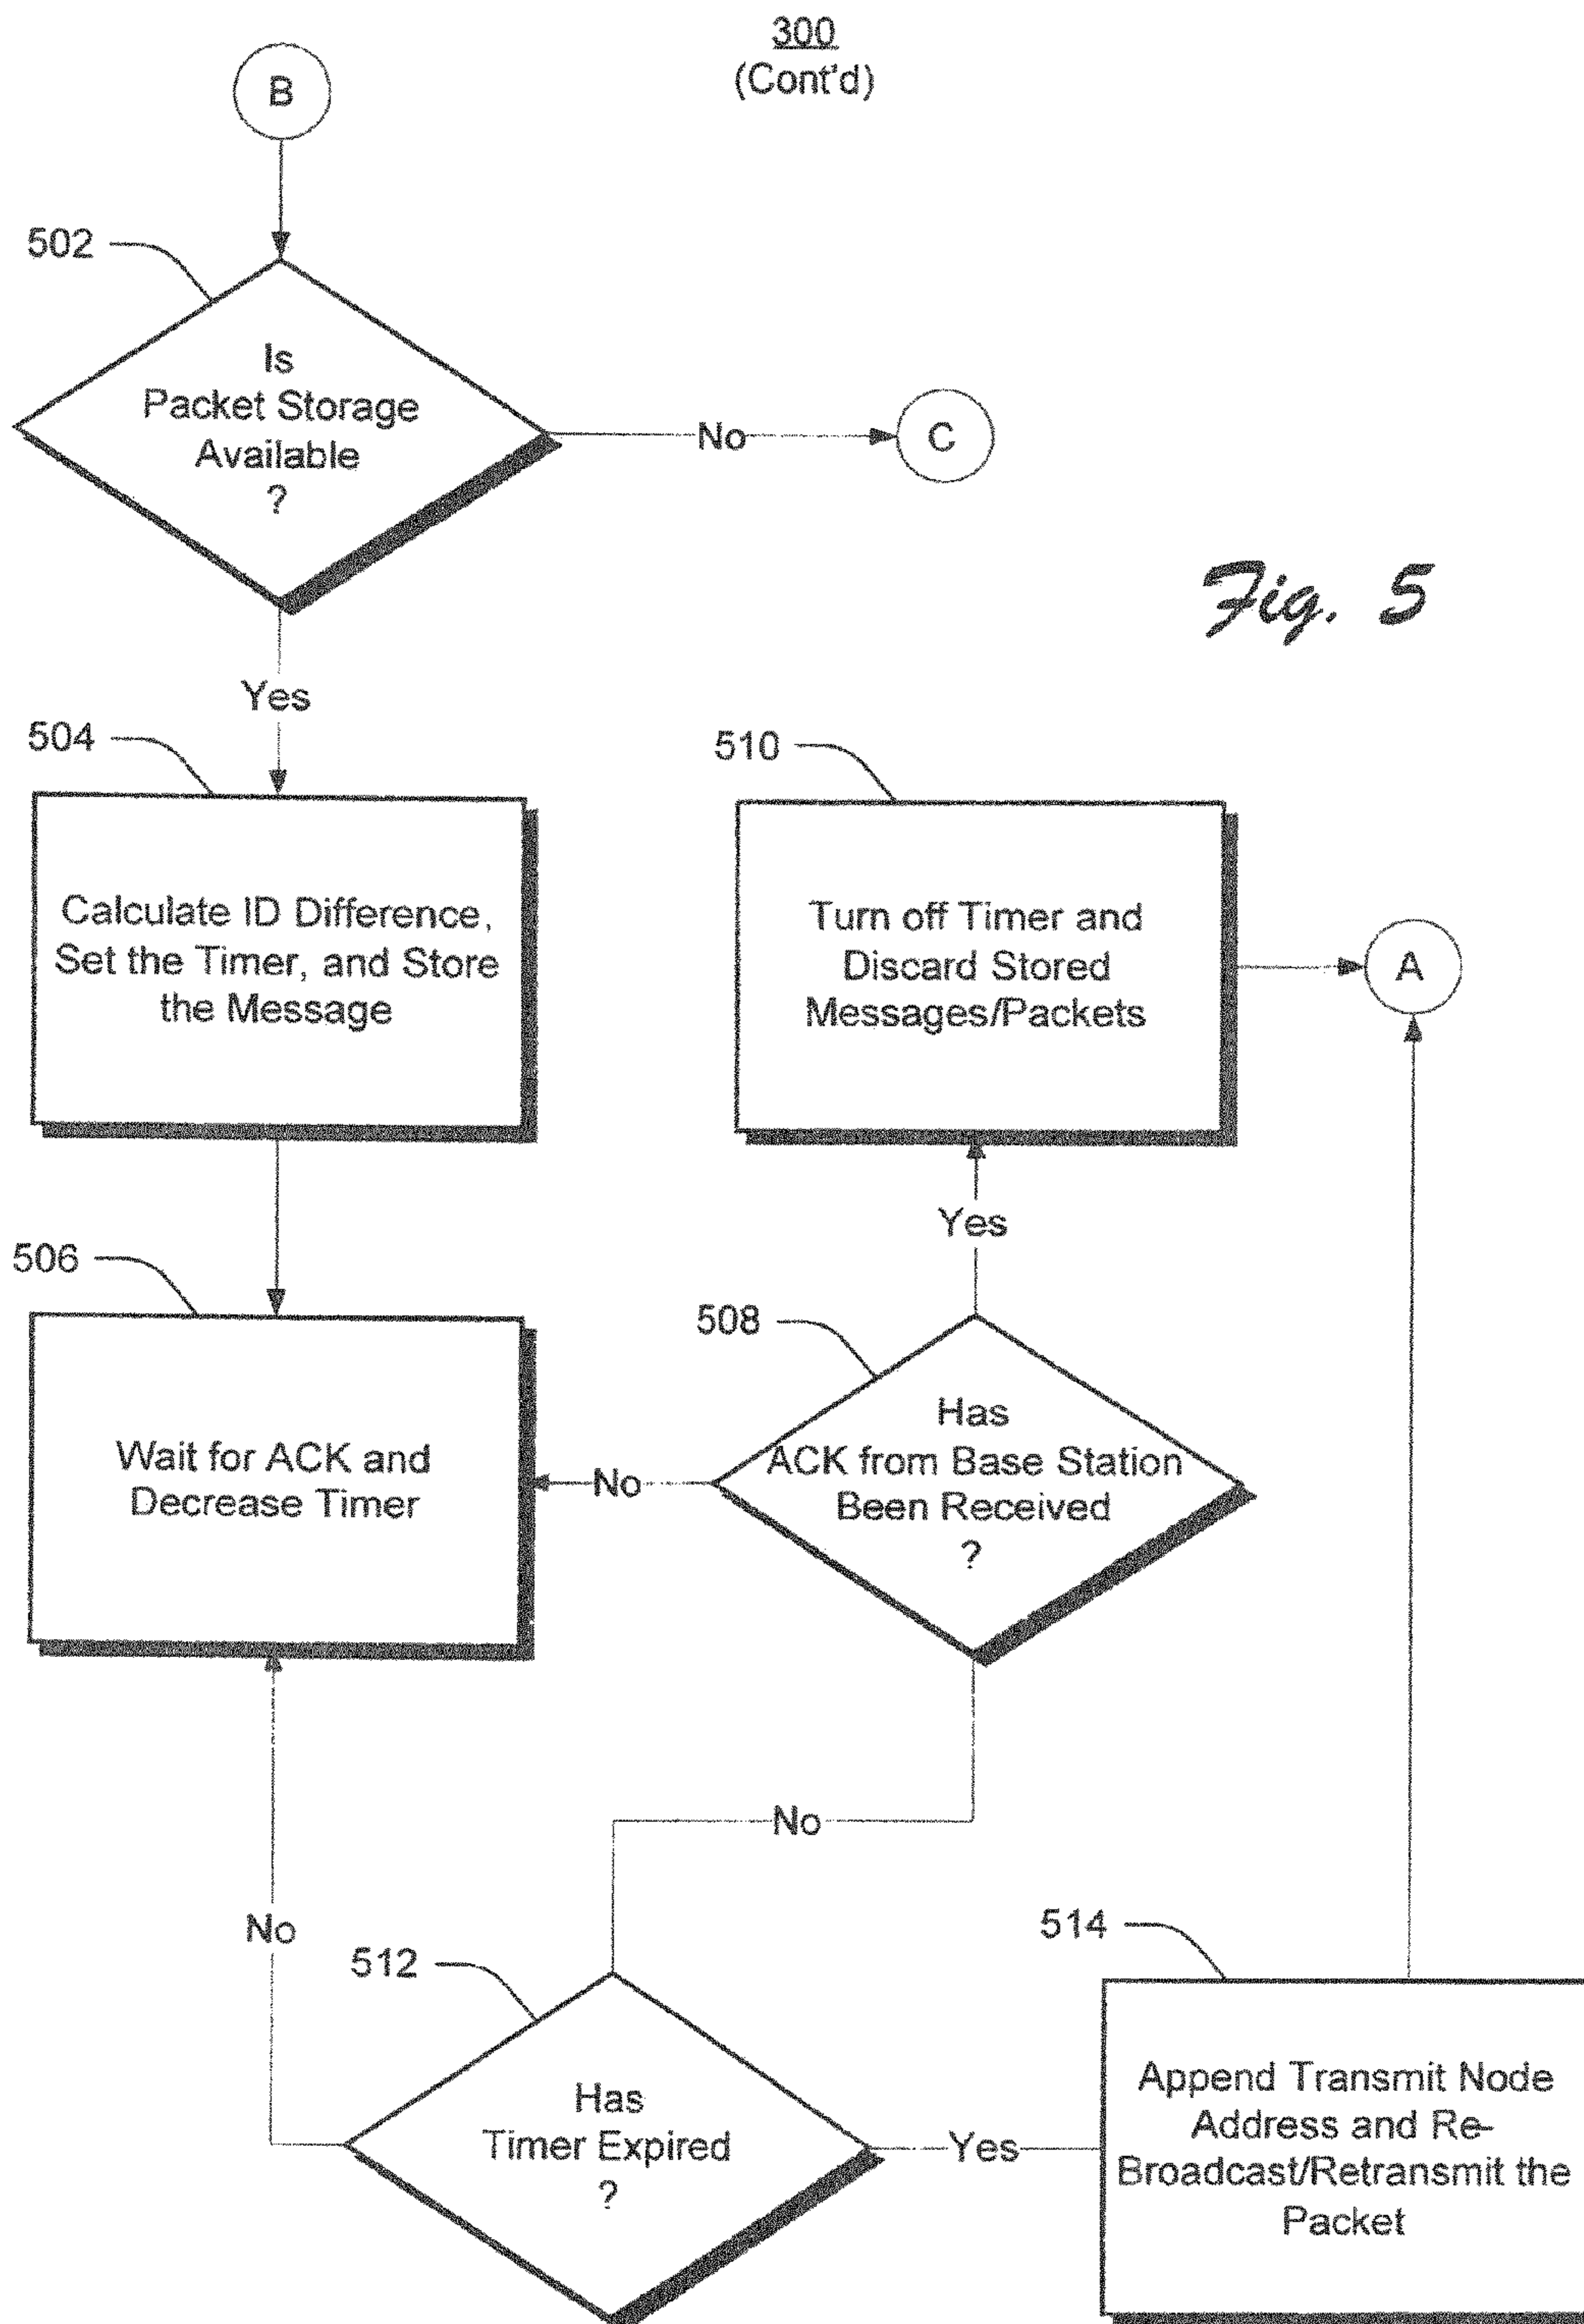 300
(Cont'd)
B
502
Is
Packet Storage
Available
?
No
C
Fig. 5
Yes
504
Calculate ID Difference,
Set the Timer, and Store
the Message
510
Turn off Timer and
Discard Stored
Messages/Packets
A
Yes
506
Wait for ACK and
Decrease Timer
No
508
Has
ACK from Base Station
Been Received
?
No
No
512
Has
Timer Expired
?
Yes
514
Append Transmit Node
Address and Re-
Broadcast/Retransmit the
Packet